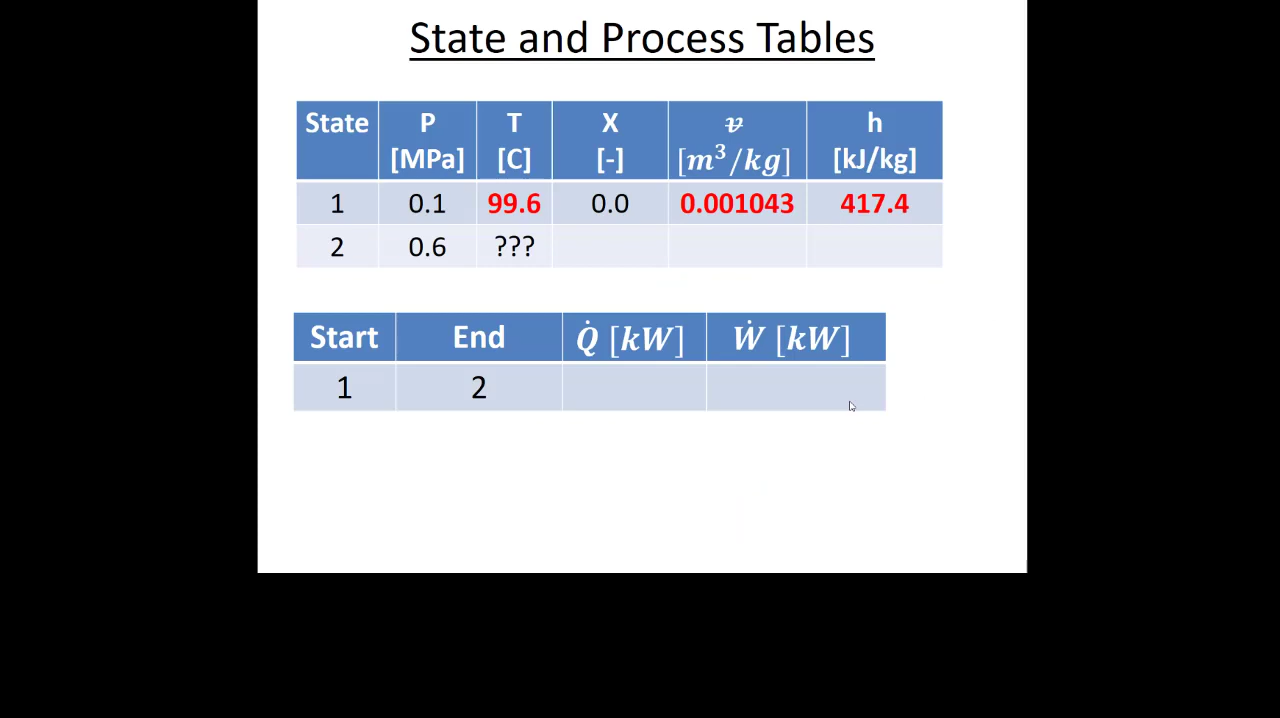 State and Process Tables
State P T X v h
[MPa] [C] [-] [m³/kg] [kJ/kg]
1 0.1 99.6 0.0 0.001043 417.4
2 0.6 ???
Start End Q̇ [kW] Ẇ [kW]
1 2